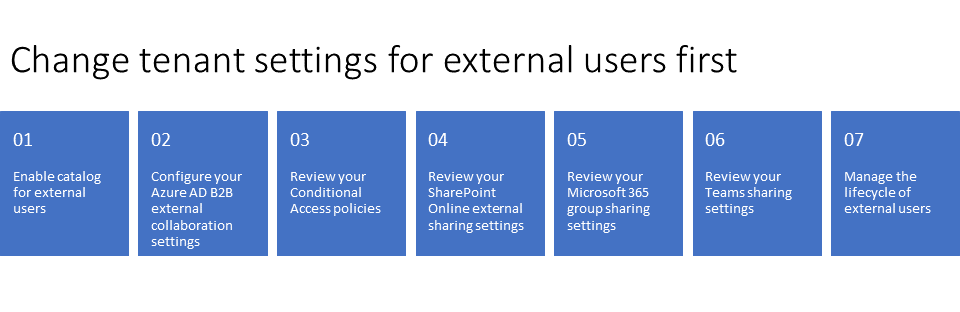 Change tenant settings for external users first
01
Enable catalog
for external
users
02
Configure your
Azure AD B2B
external
collaboration
settings
03
Review your
Conditional
Access policies
04
Review your
SharePoint
Online external
sharing settings
05
Review your
Microsoft 365
group sharing
settings
06
Review your
Teams sharing
settings
07
Manage the
lifecycle of
external users